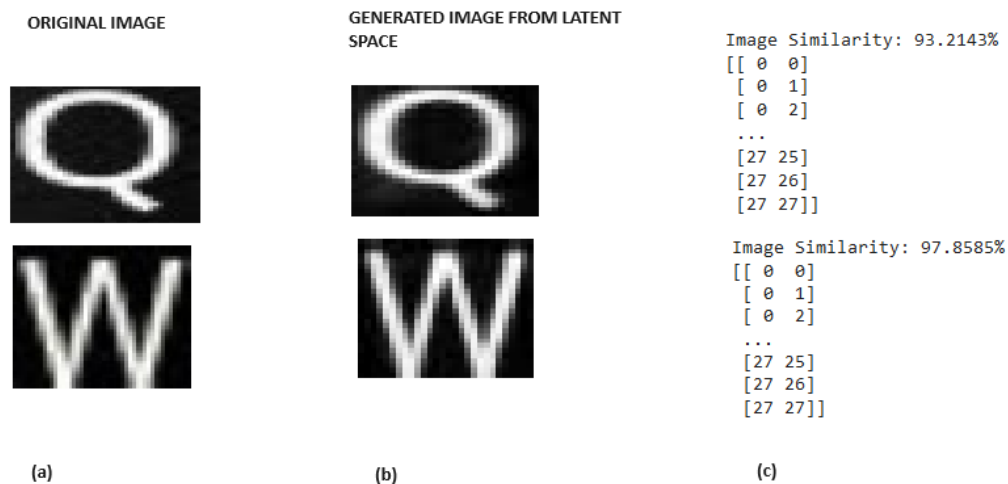 ORIGINAL IMAGE
GENERATED IMAGE FROM LATENT
SPACE
Q
Q
W
W
Image Similarity: 93.2143%
[[ 0 0]
[ 0 1]
[ 0 2]
...
[27 25]
[27 26]
[27 27]]
Image Similarity: 97.8585%
[[ 0 0]
[ 0 1]
[ 0 2]
...
[27 25]
[27 26]
[27 27]]
(a)
(b)
(c)